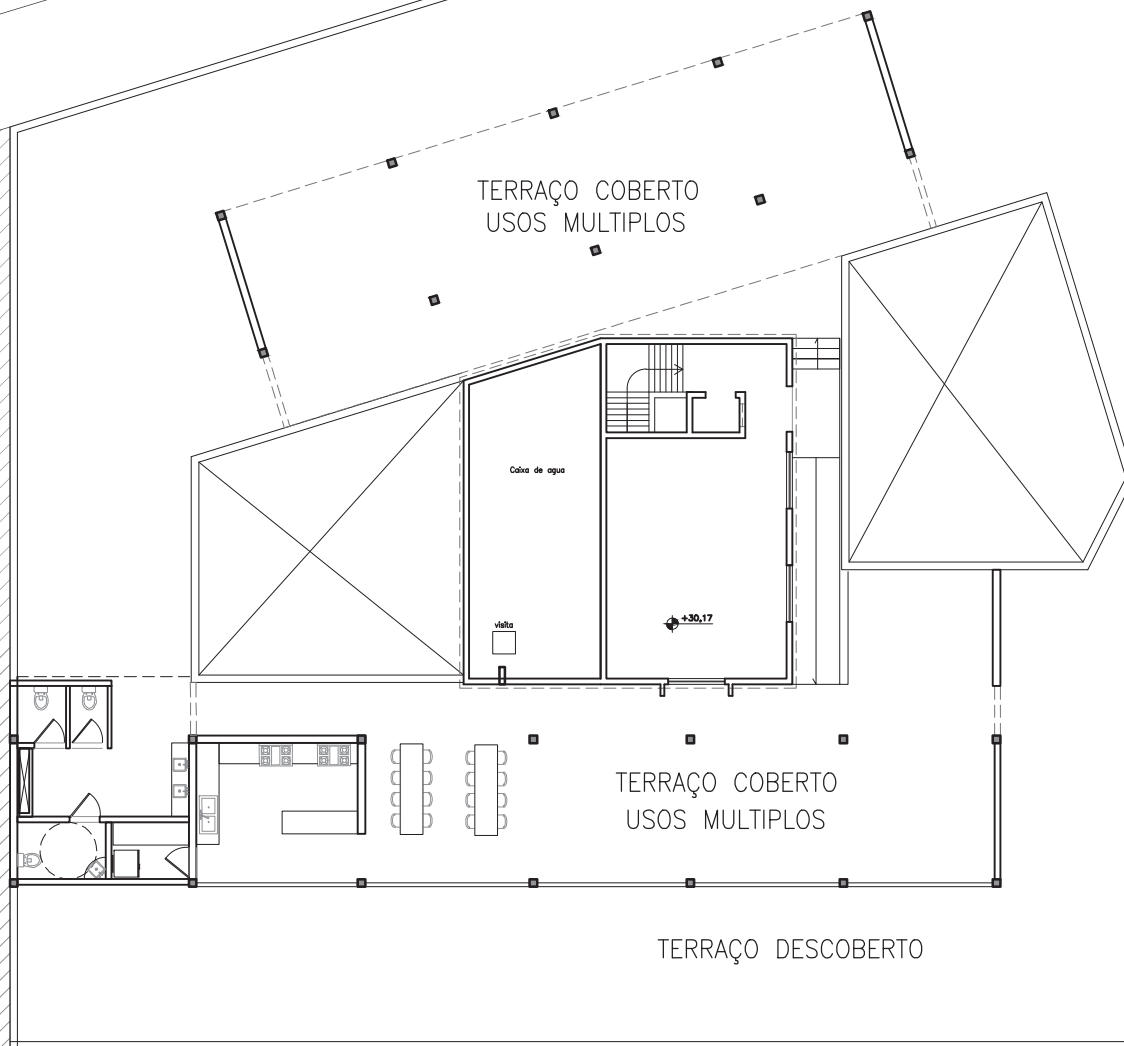 TERRAÇO COBERTO
USOS MULTIPLOS
Caixa de agua
visita
+30,17
TERRAÇO COBERTO
USOS MULTIPLOS
TERRAÇO DESCOBERTO